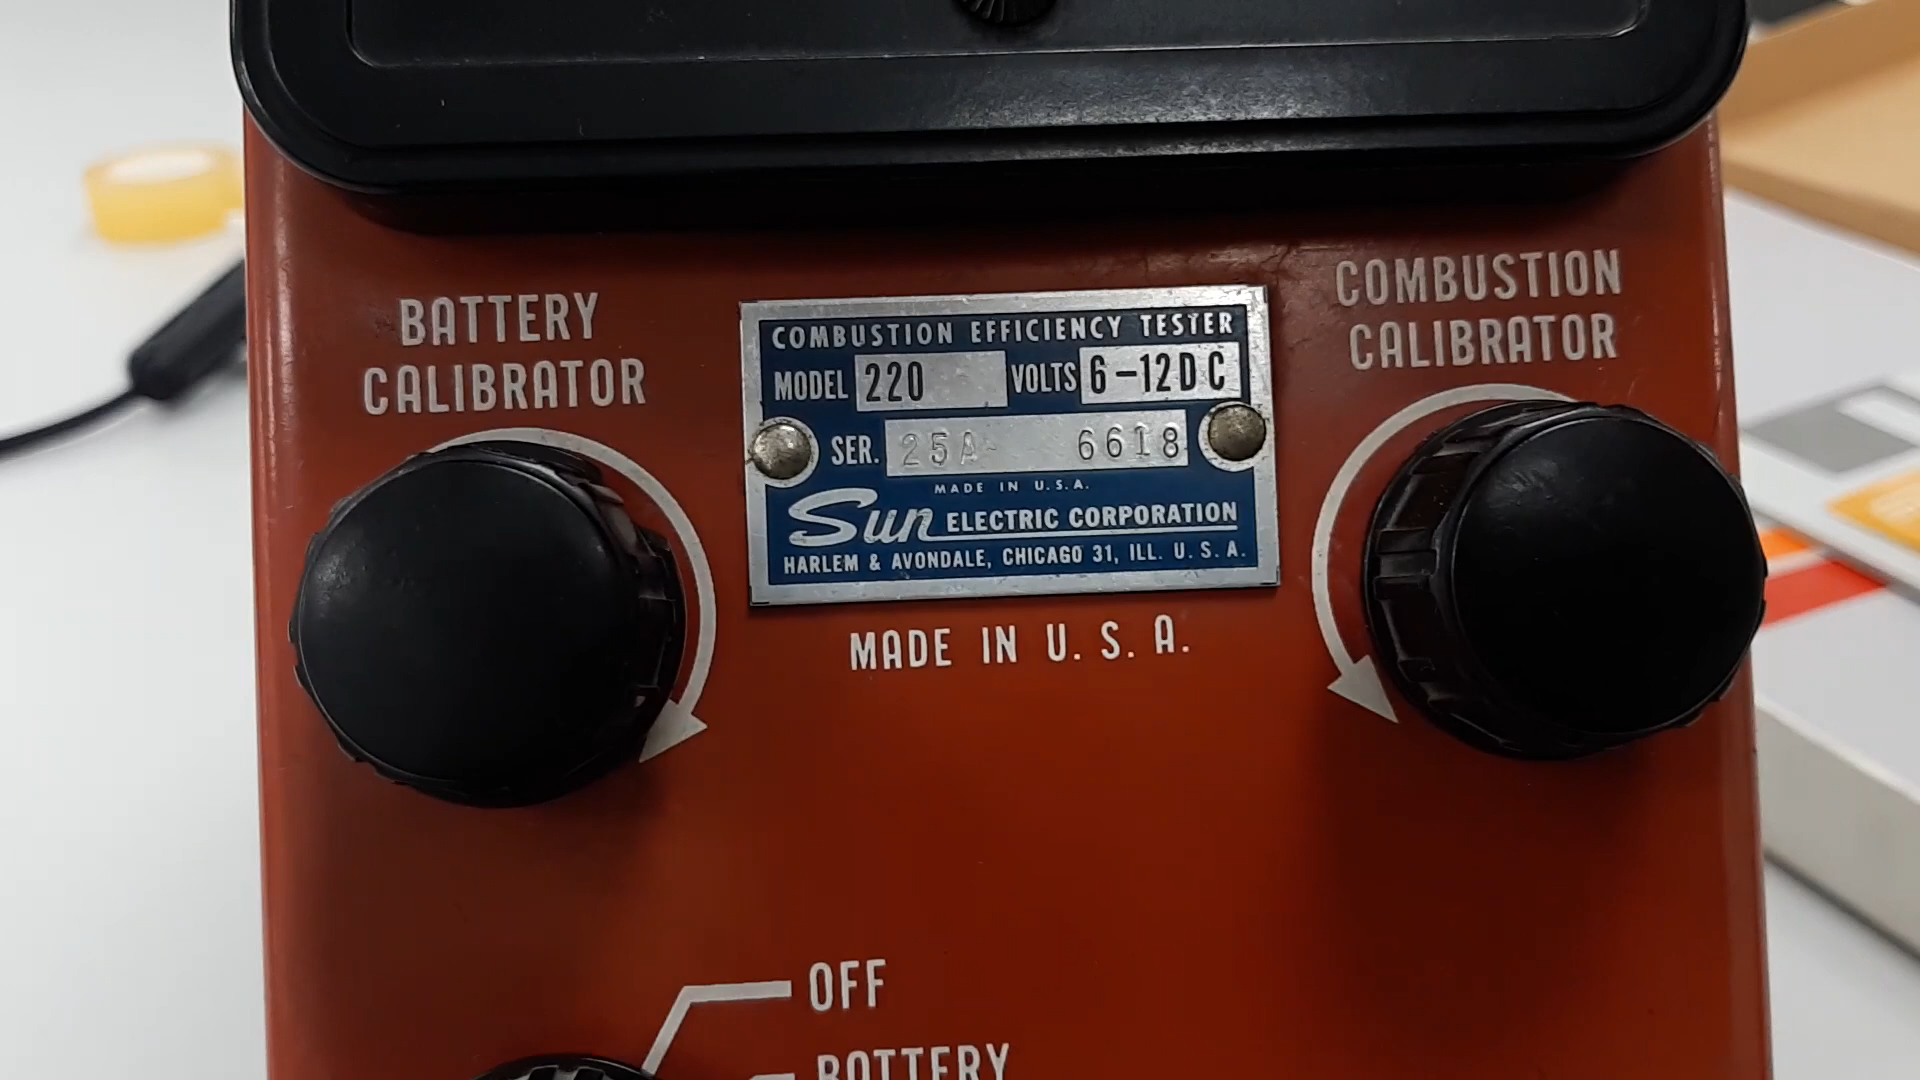 BATTERY
CALIBRATOR
COMBUSTION EFFICIENCY TESTER
MODEL 220 VOLTS 6-12DC
SER. 25A- 6618
MADE IN U.S.A.
Sun ELECTRIC CORPORATION
HARLEM & AVONDALE, CHICAGO 31, ILL. U. S. A.
COMBUSTION
CALIBRATOR
MADE IN U. S. A.
OFF
BATTERY